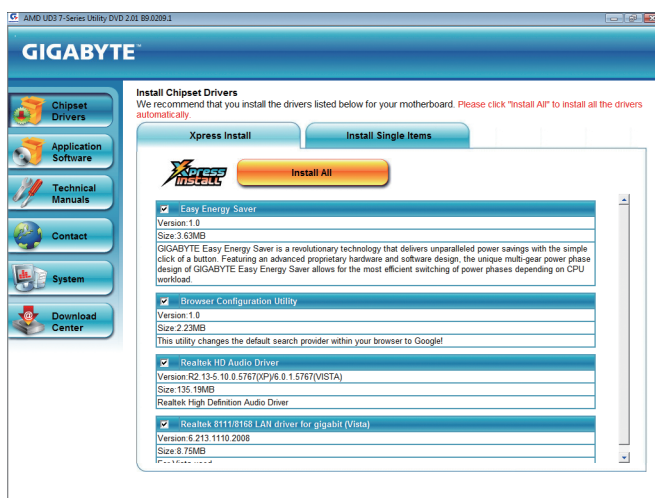 AMD UD3 7-Series Utility DVD 2.01 B9.0209.1
GIGABYTE™
Chipset
Drivers
Application
Software
Technical
Manuals
Contact
System
Download
Center
Install Chipset Drivers
We recommend that you install the drivers listed below for your motherboard. Please click "Install All" to install all the drivers
automatically.
Xpress Install
Install Single Items
Xpress
Install
Install All
Easy Energy Saver
Version:1.0
Size:3.63MB
GIGABYTE Easy Energy Saver is a revolutionary technology that delivers unparalleled power savings with the simple
click of a button. Featuring an advanced proprietary hardware and software design, the unique multi-gear power phase
design of GIGABYTE Easy Energy Saver allows for the most efficient switching of power phases depending on CPU
workload.
Browser Configuration Utility
Version:1.0
Size:2.23MB
This utility changes the default search provider within your browser to Google!
Realtek HD Audio Driver
Version:R2.13-5.10.0.5767(XP)/6.0.1.5767(VISTA)
Size:135.19MB
Realtek High Definition Audio Driver
Realtek 8111/8168 LAN driver for gigabit (Vista)
Version:6.213.1110.2008
Size:8.75MB